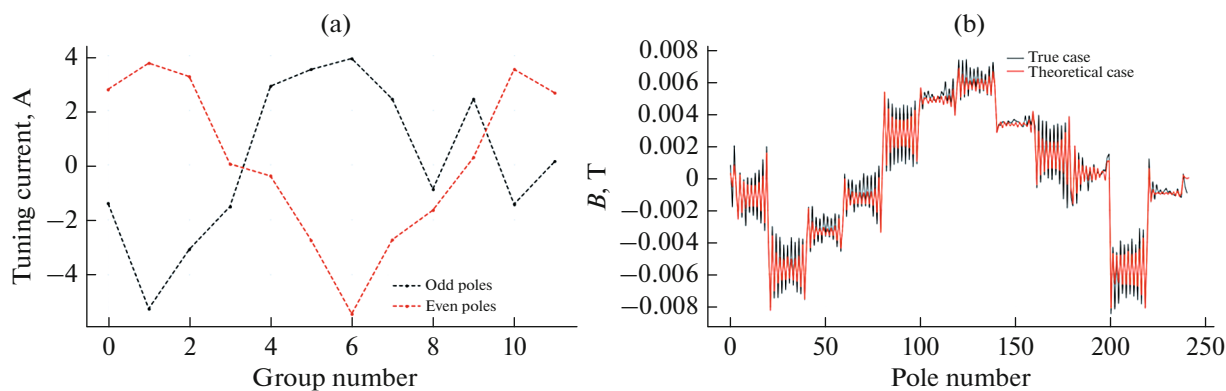 (a)
Tuning current, A
4
2
0
−2
−4
Odd poles
Even poles
0 2 4 6 8 10
Group number
(b)
B, T
0.008
0.006
0.004
0.002
0
−0.002
−0.004
−0.006
−0.008
True case
Theoretical case
0 50 100 150 200 250
Pole number